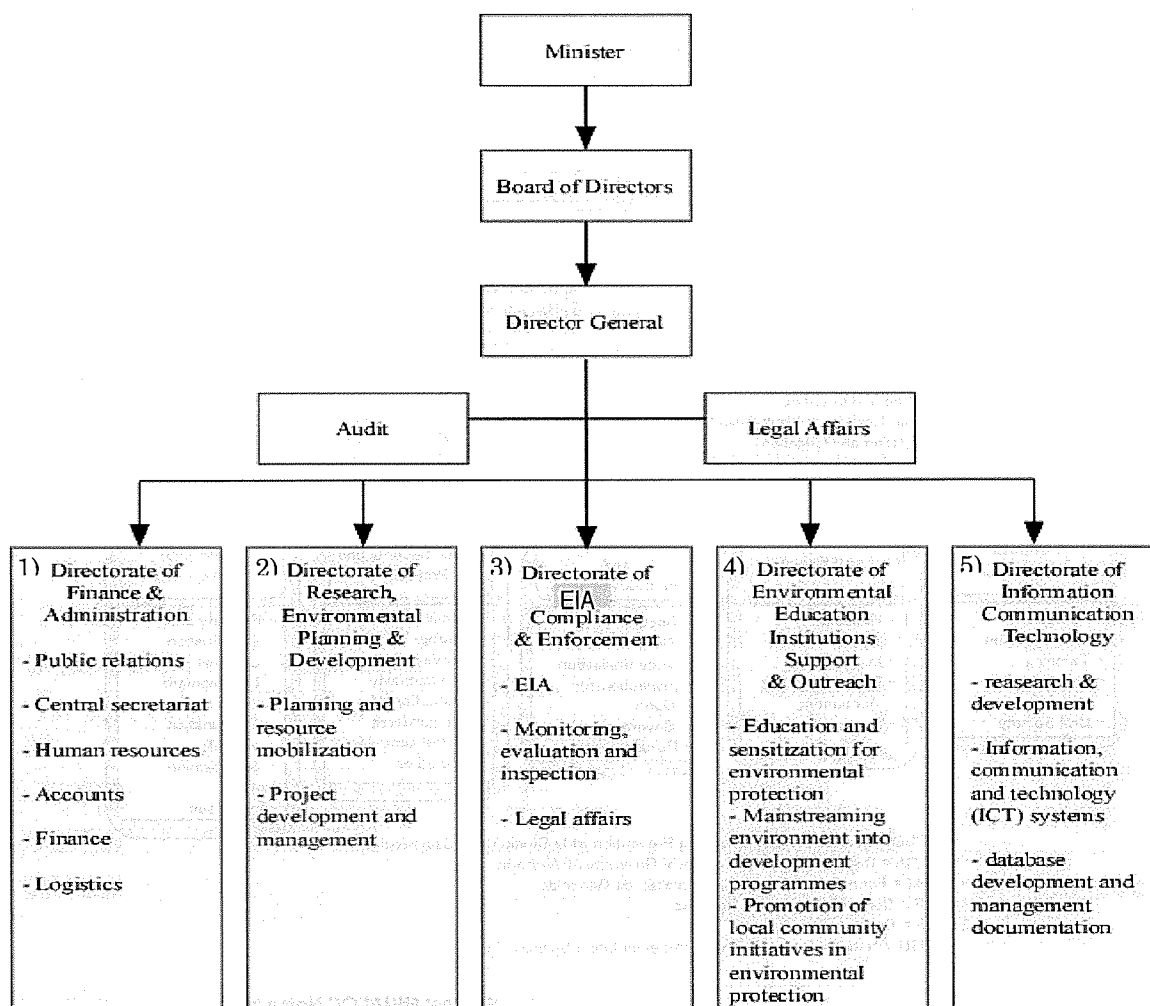 Minister
Board of Directors
Director General
Audit
Legal Affairs
1) Directorate of
Finance &
Administration
- Public relations
- Central secretariat
- Human resources
- Accounts
- Finance
- Logistics
2) Directorate of
Research,
Environmental
Planning &
Development
- Planning and
resource
mobilization
- Project
development and
management
3) Directorate of
EIA
Compliance
& Enforcement
- EIA
- Monitoring,
evaluation and
inspection
- Legal affairs
4) Directorate of
Environmental
Education
Institutions
Support
& Outreach
- Education and
sensitization for
environmental
protection
- Mainstreaming
environment into
development
programmes
- Promotion of
local community
initiatives in
environmental
protection
5) Directorate of
Information
Communication
Technology
- reasearch &
development
- Information,
communication
and technology
(ICT) systems
- database
development and
management
documentation